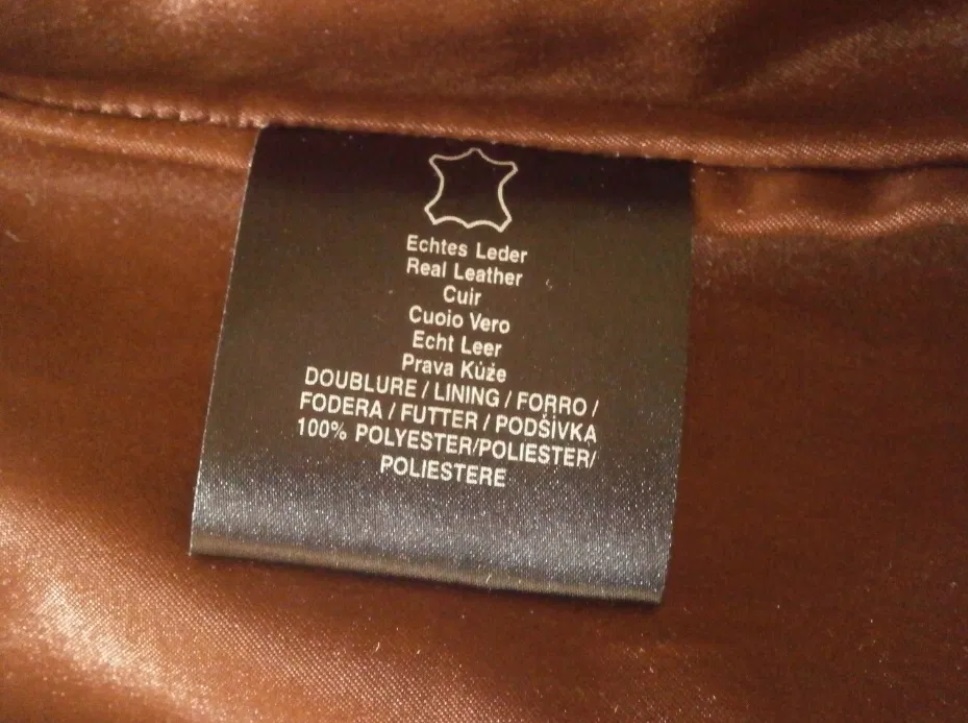 Echtes Leder
Real Leather
Cuir
Cuoio Vero
Echt Leer
Prava Kůže
DOUBLURE / LINING / FORRO /
FODERA / FUTTER / PODŠÍVKA
100% POLYESTER/POLIESTER/
POLIESTERE